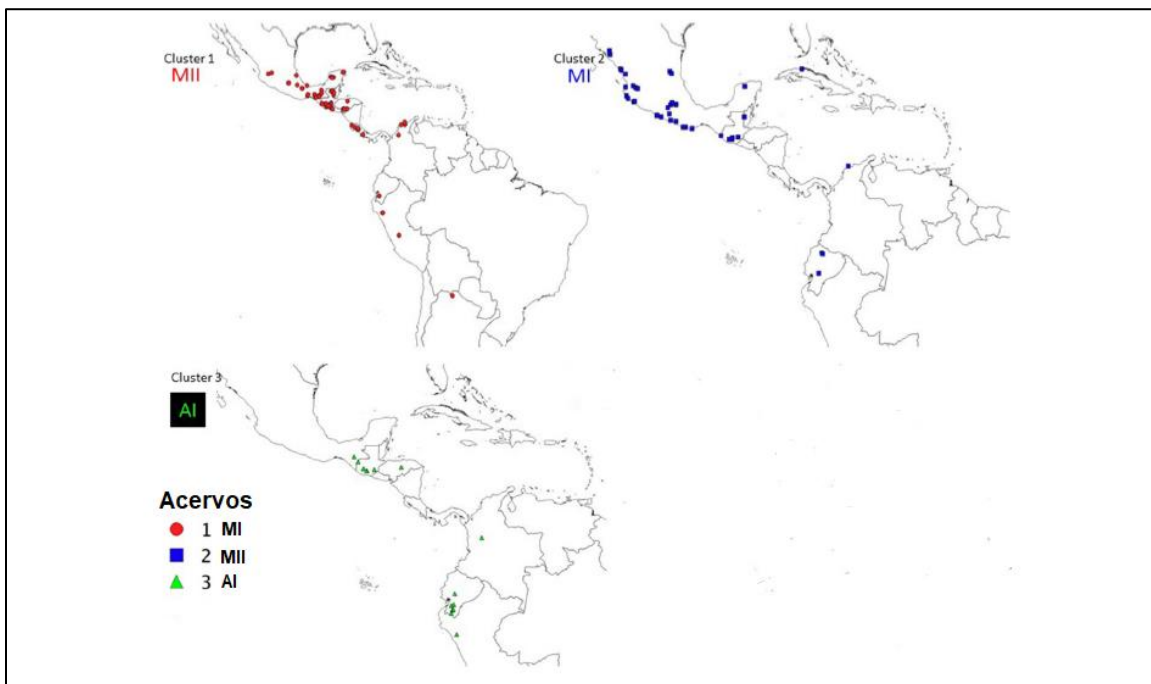 Cluster 1
MII
Cluster 2
MI
Cluster 3
AI
Acervos
1 MI
2 MII
3 AI